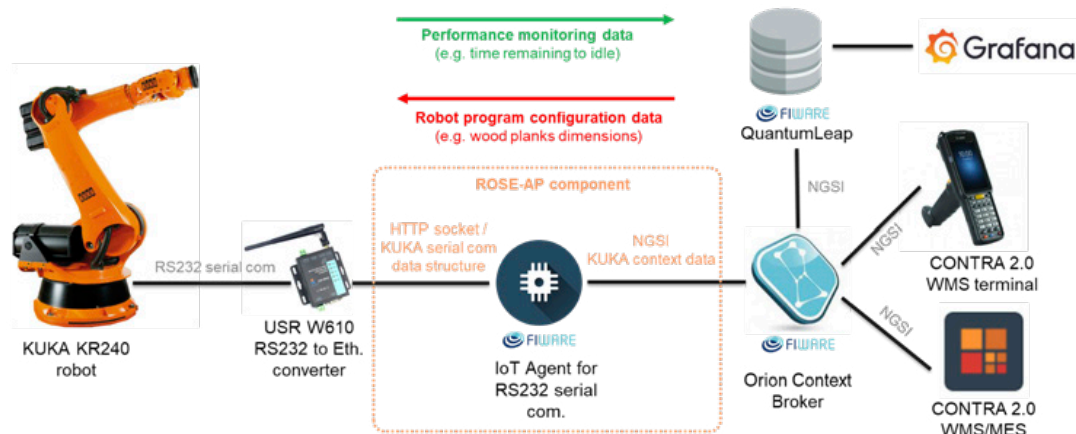 Performance monitoring data
(e.g. time remaining to idle)
Robot program configuration data
(e.g. wood planks dimensions)
Grafana
FIWARE
QuantumLeap
NGSI
ROSE-AP component
HTTP socket /
KUKA serial com
data structure
NGSI
KUKA context data
RS232 serial com
NGSI
CONTRA 2.0
WMS terminal
NGSI
KUKA KR240
robot
USR W610
RS232 to Eth.
converter
FIWARE
IoT Agent for
RS232 serial
com.
FIWARE
Orion Context
Broker
CONTRA 2.0
WMS/MES